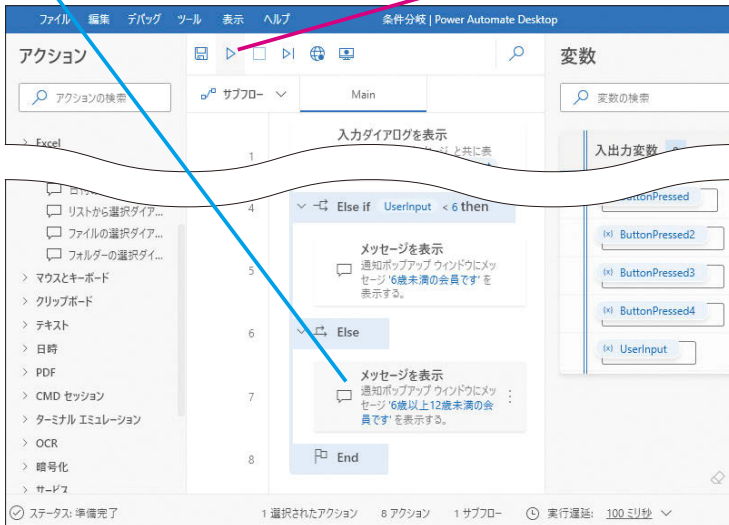 ファイル 編集 デバッグ ツール 表示 ヘルプ 条件分岐 | Power Automate Desktop
アクション
アクションの検索
Excel
リストから選択ダイア...
ファイルの選択ダイア...
フォルダーの選択ダイ...
マウスとキーボード
クリップボード
テキスト
日時
PDF
CMD セッション
ターミナル エミュレーション
OCR
暗号化
サービス
サブフロー Main
1 入力ダイアログを表示
と共に表
4 Else if UserInput < 6 then
5 メッセージを表示
通知ポップアップ ウィンドウにメッ
セージ '6歳未満の会員です' を
表示する。
6 Else
7 メッセージを表示
通知ポップアップ ウィンドウにメッ
セージ '6歳以上12歳未満の会
員です' を表示する。
8 End
変数
変数の検索
入出力変数
ButtonPressed
(x) ButtonPressed2
(x) ButtonPressed3
(x) ButtonPressed4
(x) UserInput
ステータス: 準備完了 1 選択されたアクション 8 アクション 1 サブフロー 実行遅延: 100 ミリ秒